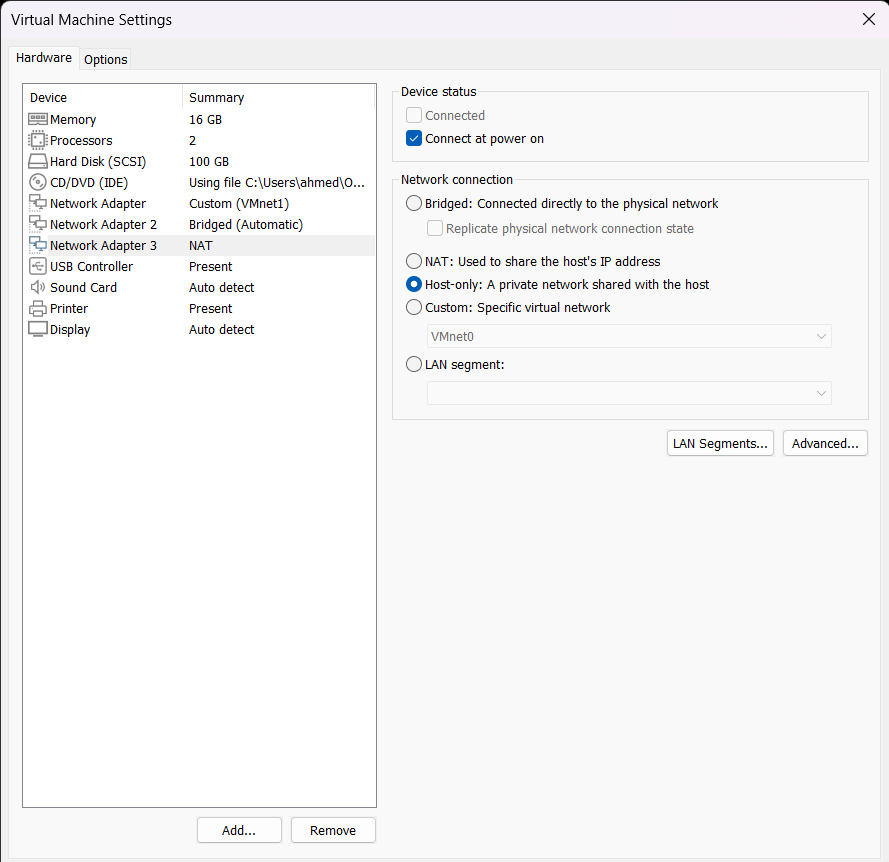 Virtual Machine Settings
Hardware Options
Device Summary
Memory 16 GB
Processors 2
Hard Disk (SCSI) 100 GB
CD/DVD (IDE) Using file C:\Users\ahmed\O...
Network Adapter Custom (VMnet1)
Network Adapter 2 Bridged (Automatic)
Network Adapter 3 NAT
USB Controller Present
Sound Card Auto detect
Printer Present
Display Auto detect
Add... Remove
Device status
Connected
Connect at power on
Network connection
Bridged: Connected directly to the physical network
Replicate physical network connection state
NAT: Used to share the host's IP address
Host-only: A private network shared with the host
Custom: Specific virtual network
VMnet0
LAN segment:
LAN Segments... Advanced...